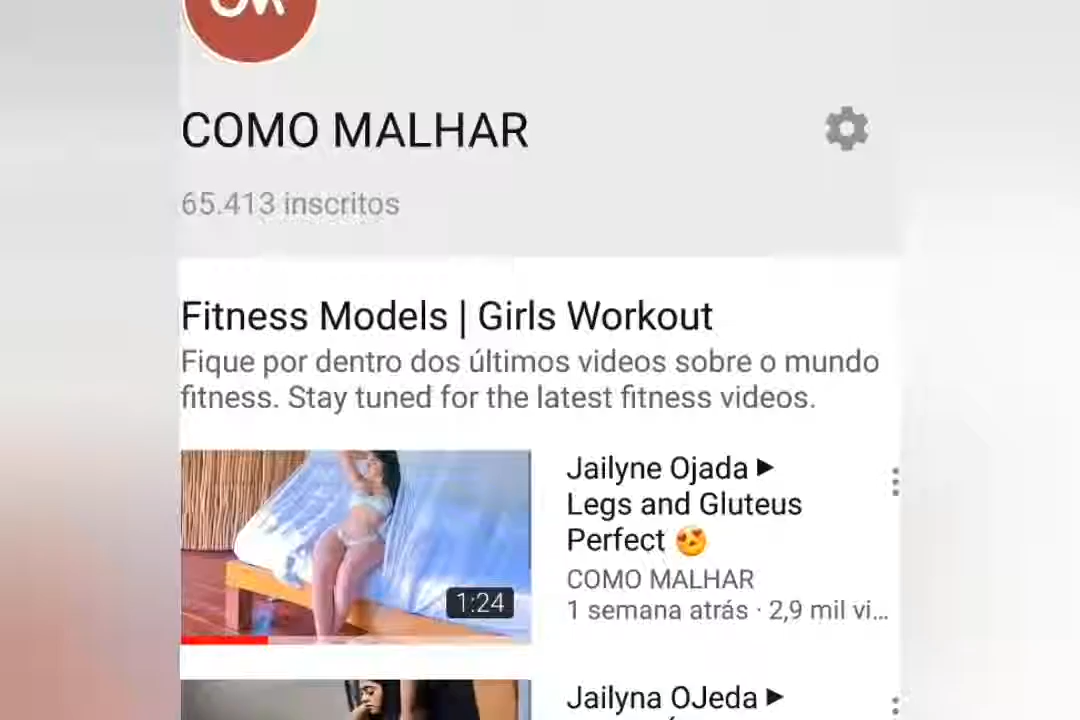 COMO MALHAR
65.413 inscritos
Fitness Models | Girls Workout
Fique por dentro dos últimos videos sobre o mundo
fitness. Stay tuned for the latest fitness videos.
Jailyne Ojada ►
Legs and Gluteus
Perfect 😍
COMO MALHAR
1 semana atrás · 2,9 mil vi...
1:24
Jailyna OJeda ►